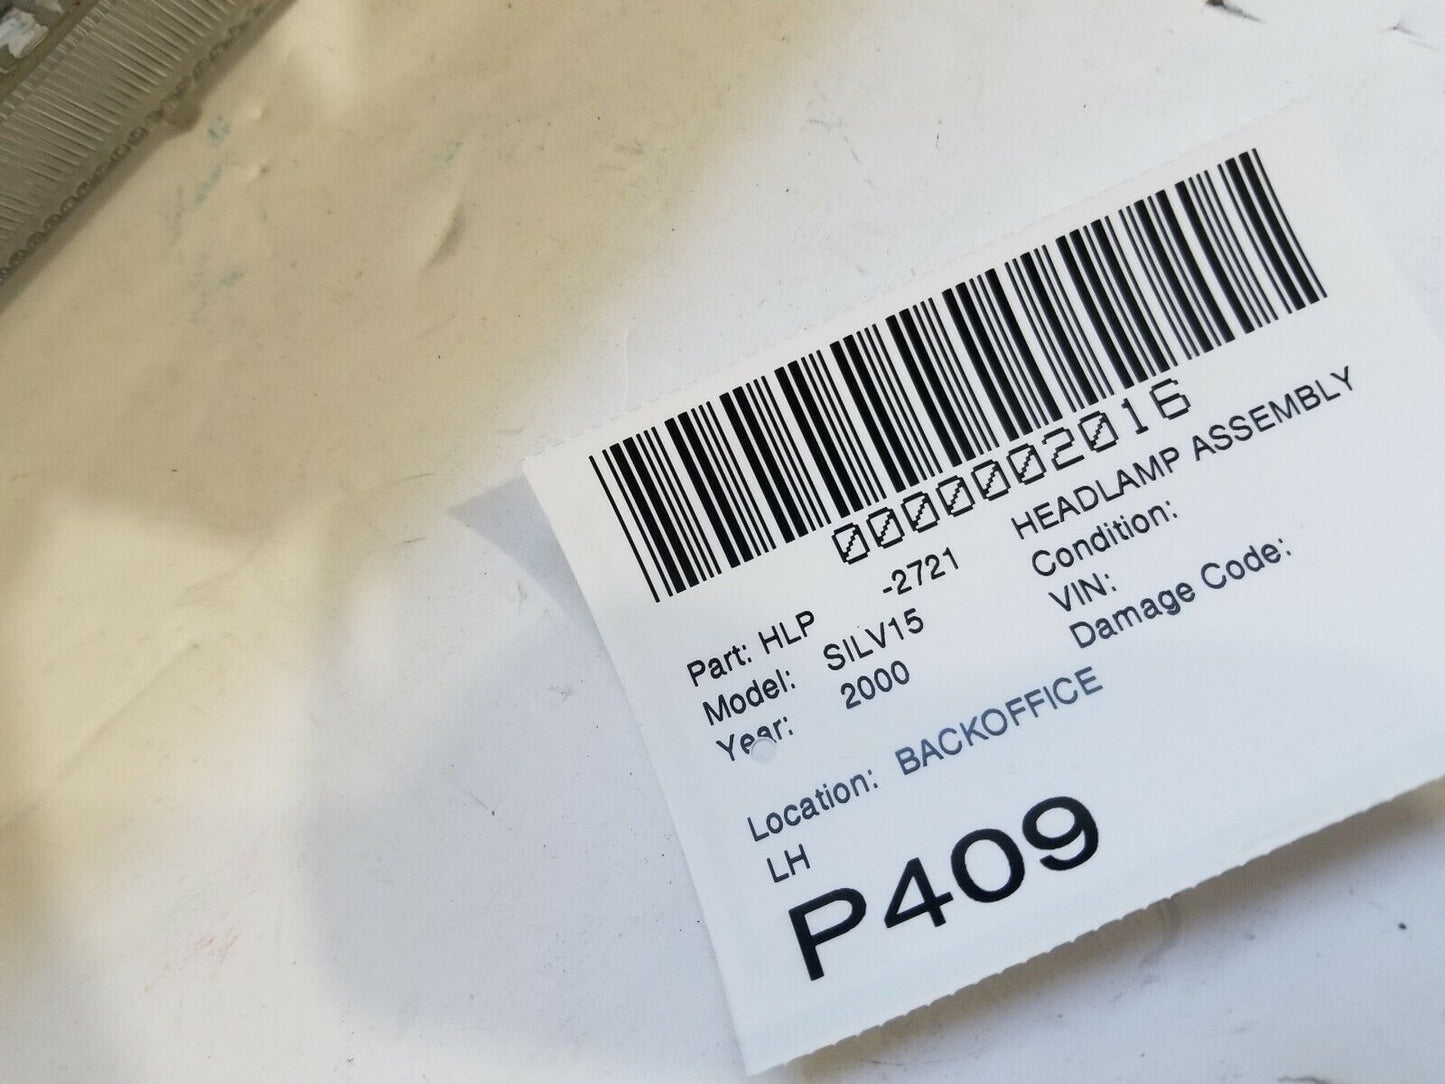 0000002016
Part: HLP -2721 HEADLAMP ASSEMBLY
Model: SILV15 Condition:
Year: 2000 VIN:
Damage Code:
Location: BACKOFFICE
LH
P409